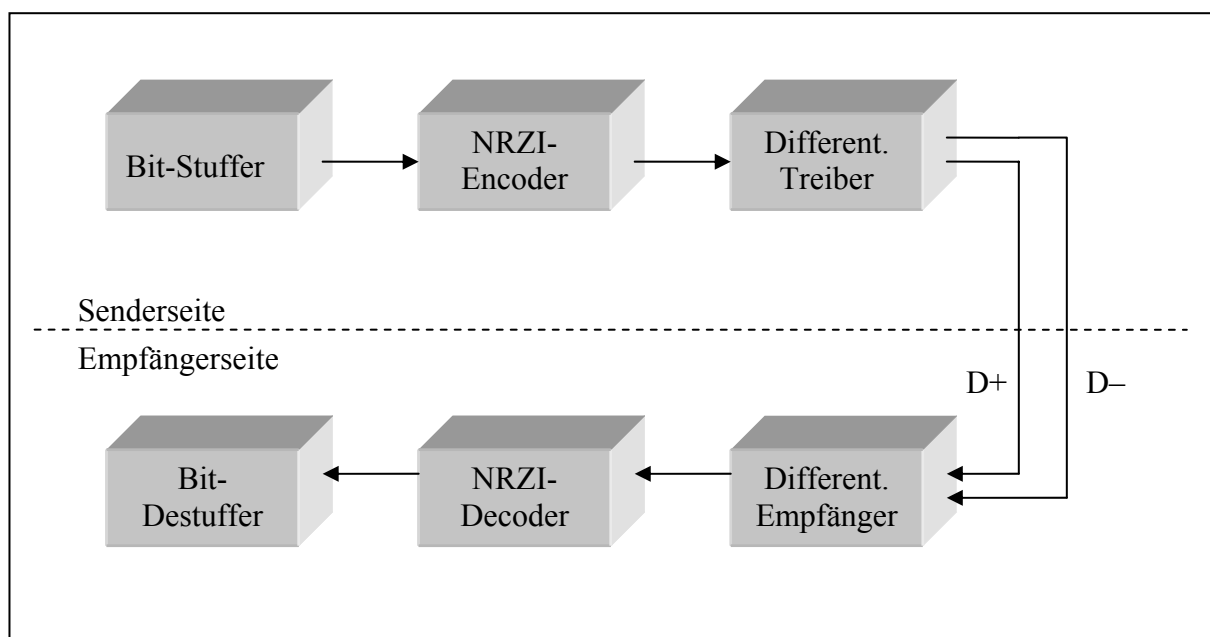 Bit-Stuffer
NRZI-
Encoder
Different.
Treiber
Senderseite
Empfängerseite
D+
D–
Bit-
Destuffer
NRZI-
Decoder
Different.
Empfänger